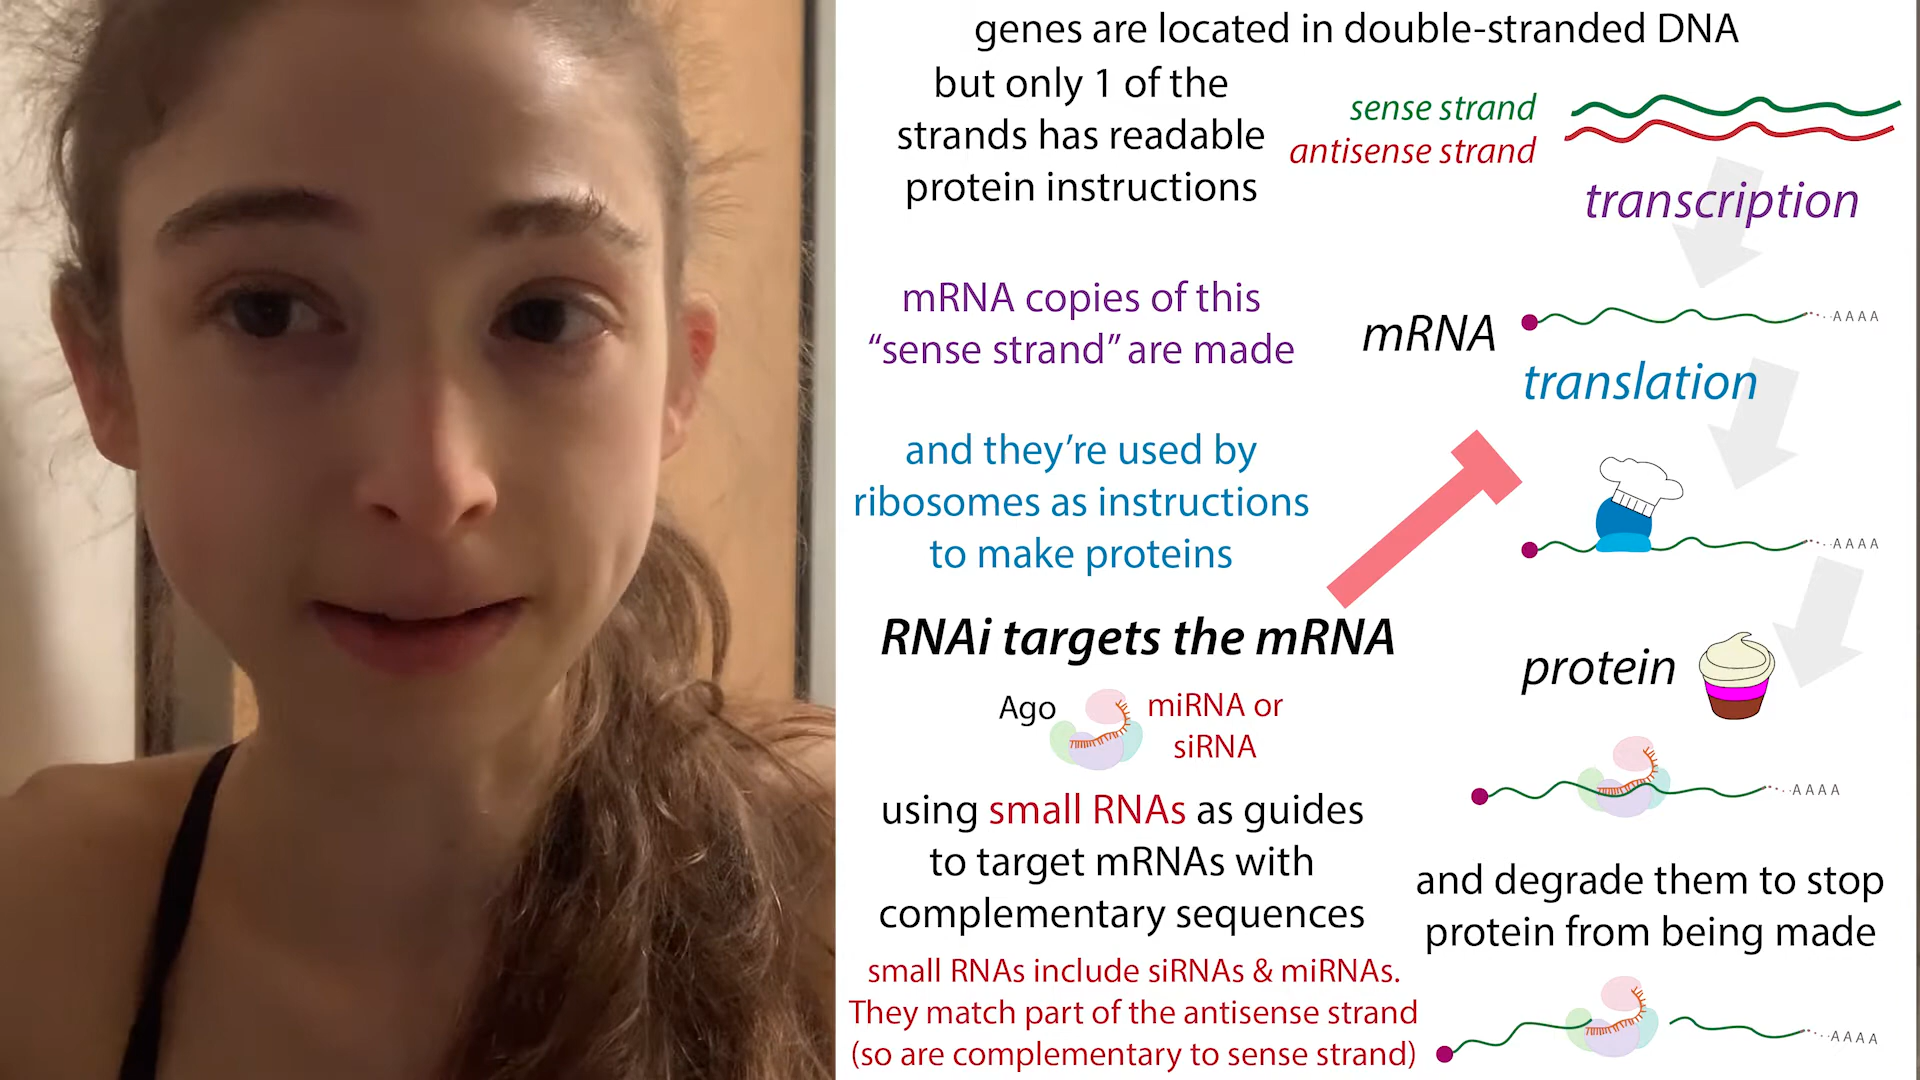 genes are located in double-stranded DNA
but only 1 of the
strands has readable
protein instructions
sense strand
antisense strand
transcription
mRNA copies of this
“sense strand” are made
mRNA
AAAA
translation
and they’re used by
ribosomes as instructions
to make proteins
AAAA
RNAi targets the mRNA
protein
Ago
miRNA or
siRNA
AAAA
using small RNAs as guides
to target mRNAs with
complementary sequences
and degrade them to stop
protein from being made
small RNAs include siRNAs & miRNAs.
They match part of the antisense strand
(so are complementary to sense strand)
AAAA